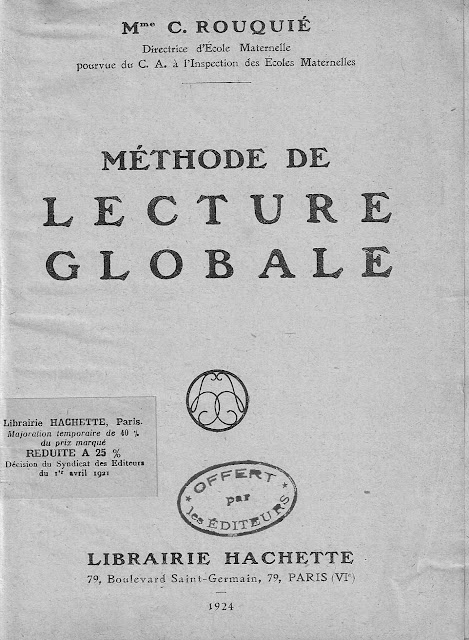 Mme C. ROUQUIÉ
Directrice d'École Maternelle
pourvue du C. A. à l'Inspection des Ecoles Maternelles
MÉTHODE DE
LECTURE
GLOBALE
Librairie HACHETTE, Paris.
Majoration temporaire de 40 %
du prix marqué
REDUITE A 25 %
Décision du Syndicat des Editeurs
du 1er avril 1921
OFFERT
par
les ÉDITEURS
LIBRAIRIE HACHETTE
79, Boulevard Saint-Germain, 79, PARIS (VIe)
1924